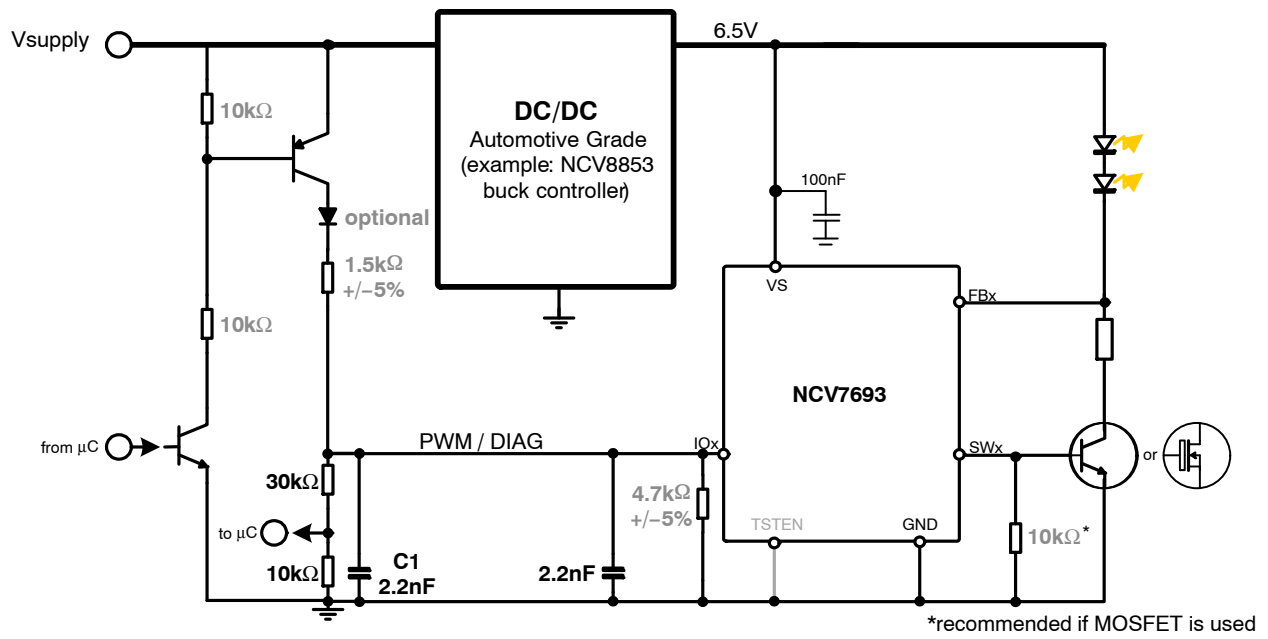 Vsupply
6.5V
10kΩ
DC/DC
Automotive Grade
(example: NCV8853
buck controller)
100nF
optional
1.5kΩ
+/−5%
VS
FBx
10kΩ
NCV7693
from μC
PWM / DIAG
IOx
SWx
or
30kΩ
4.7kΩ
+/−5%
TSTEN
GND
to μC
10kΩ*
10kΩ
C1
2.2nF
2.2nF
*recommended if MOSFET is used